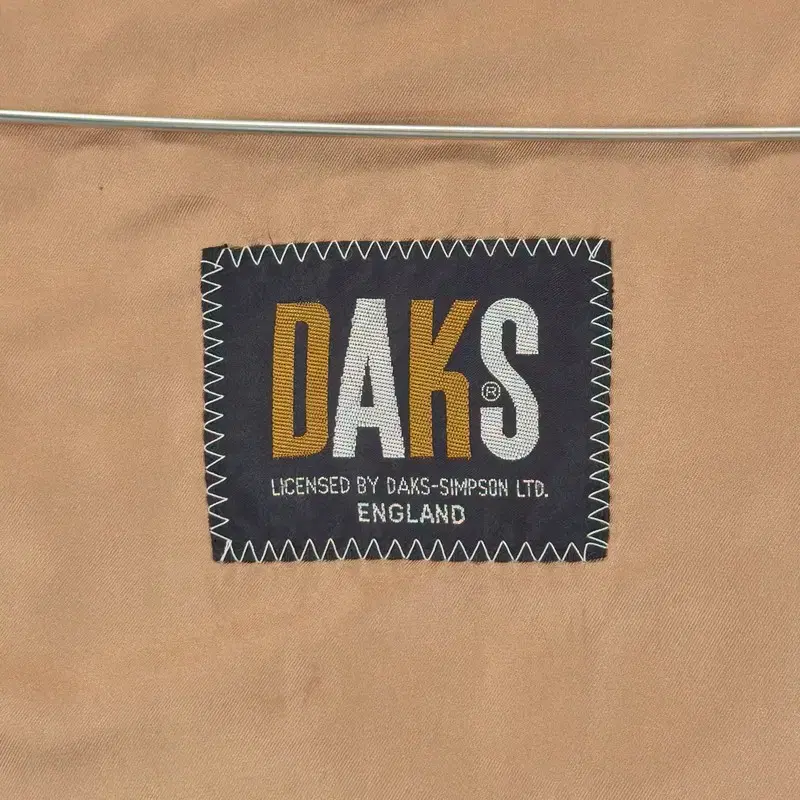 DAKS®
LICENSED BY DAKS-SIMPSON LTD.
ENGLAND